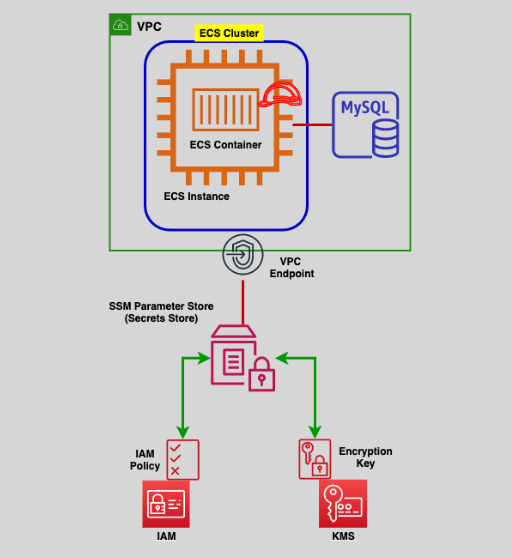 VPC
ECS Cluster
MySQL
ECS Container
ECS Instance
VPC
Endpoint
SSM Parameter Store
(Secrets Store)
IAM
Policy
Encryption
Key
IAM
KMS